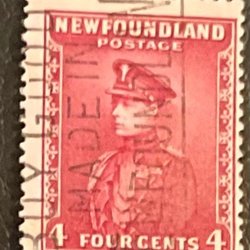 NEWFOUNDLAND
POSTAGE
MADE IN
4 FOUR CENTS 4